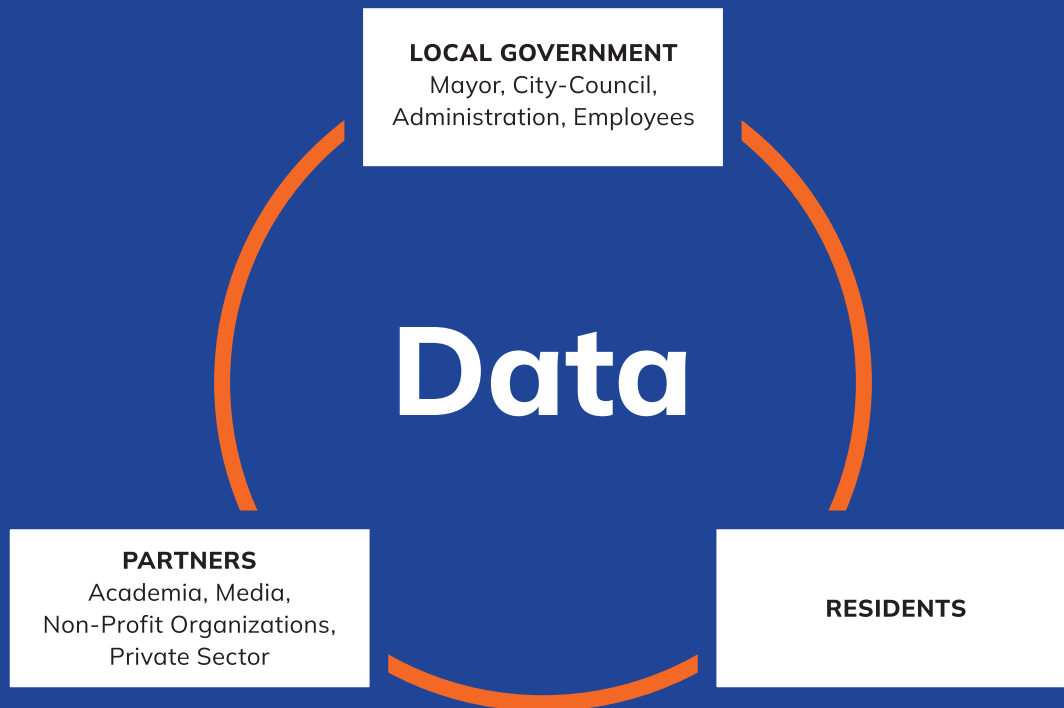 LOCAL GOVERNMENT
Mayor, City-Council,
Administration, Employees
Data
PARTNERS
Academia, Media,
Non-Profit Organizations,
Private Sector
RESIDENTS